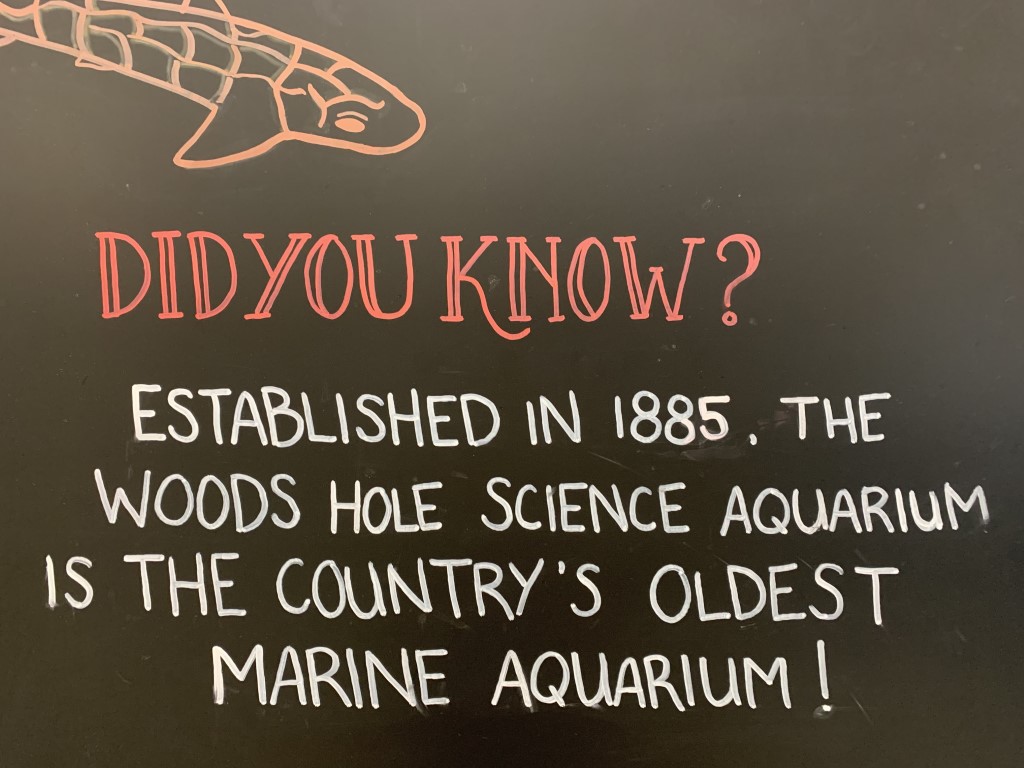 DID YOU KNOW?
ESTABLISHED IN 1885. THE
WOODS HOLE SCIENCE AQUARIUM
IS THE COUNTRY'S OLDEST
MARINE AQUARIUM!